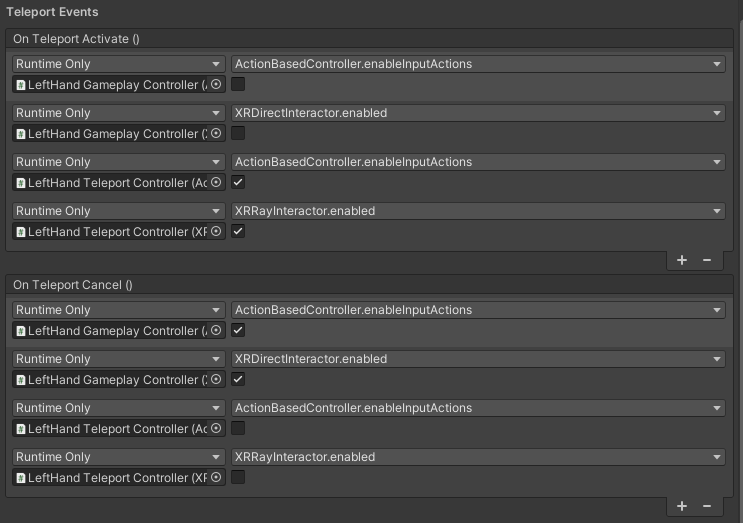 Teleport Events
On Teleport Activate ()
Runtime Only ActionBasedController.enableInputActions
LeftHand Gameplay Controller (A
Runtime Only XRDirectInteractor.enabled
LeftHand Gameplay Controller (X
Runtime Only ActionBasedController.enableInputActions
LeftHand Teleport Controller (Ac
Runtime Only XRRayInteractor.enabled
LeftHand Teleport Controller (XR
On Teleport Cancel ()
Runtime Only ActionBasedController.enableInputActions
LeftHand Gameplay Controller (A
Runtime Only XRDirectInteractor.enabled
LeftHand Gameplay Controller (X
Runtime Only ActionBasedController.enableInputActions
LeftHand Teleport Controller (Ac
Runtime Only XRRayInteractor.enabled
LeftHand Teleport Controller (XR